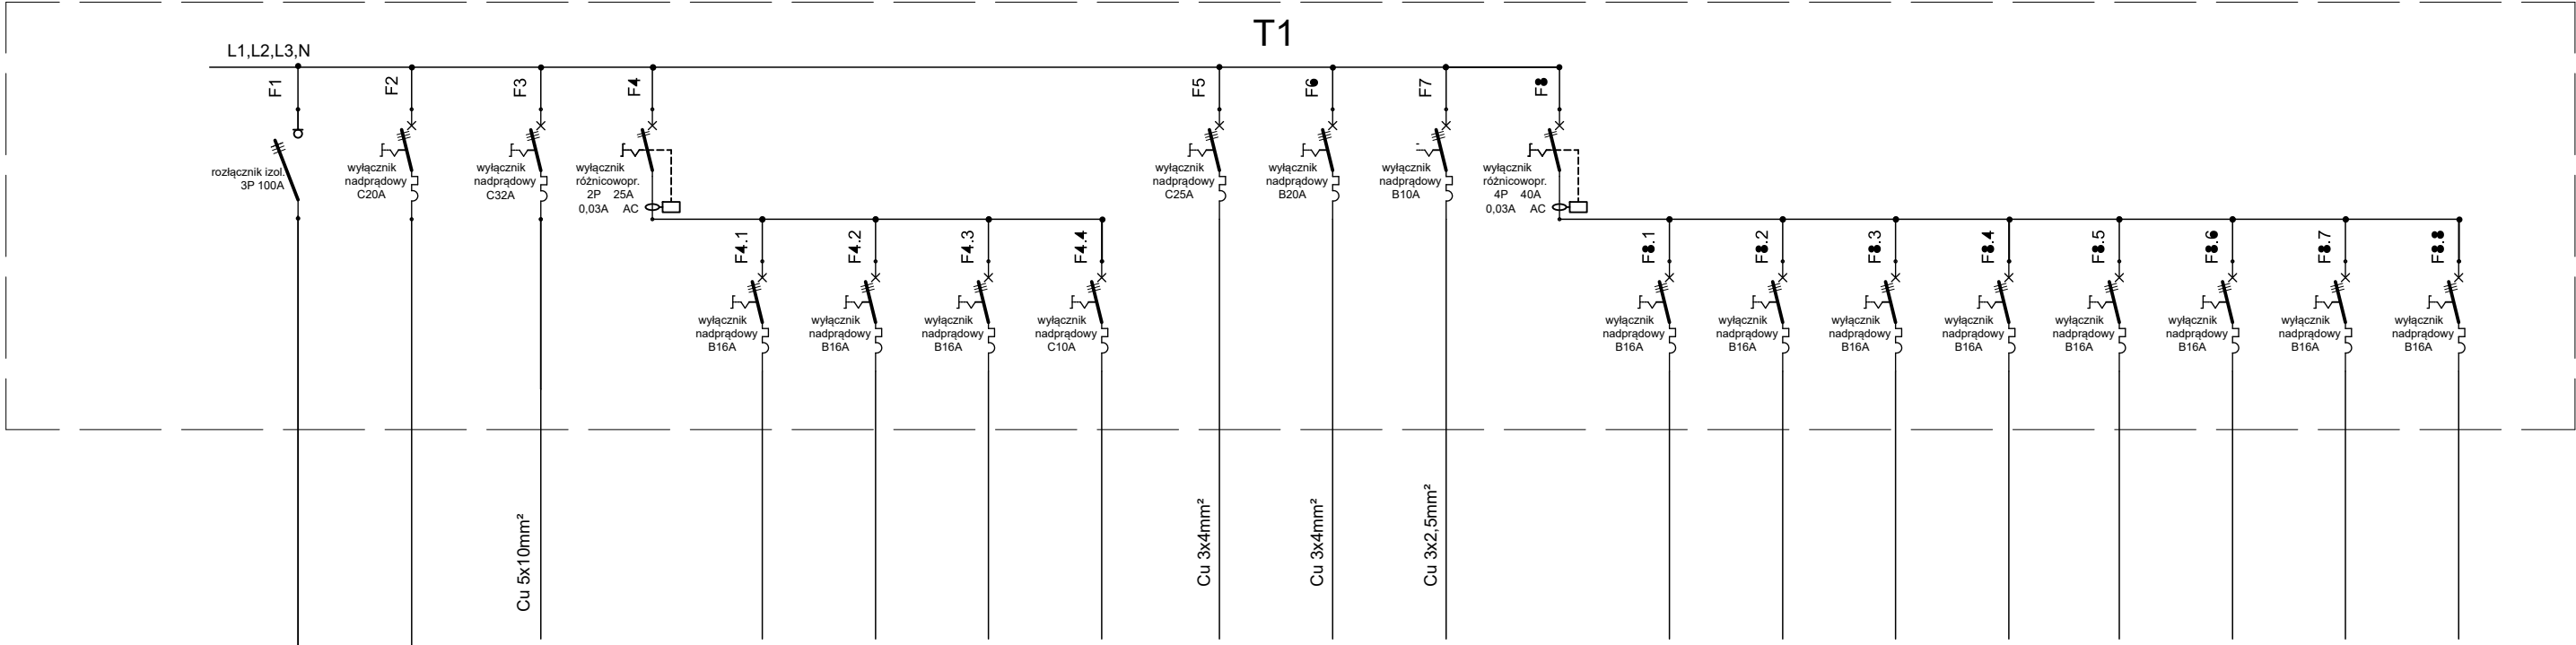 T1
L1,L2,L3,N
F1
F2
F3
F4
F5
F6
F7
F8
rozłącznik izol.
3P 100A
wyłącznik
nadprądowy
C20A
wyłącznik
nadprądowy
C32A
wyłącznik
różnicowopr.
2P 25A
0,03A AC
wyłącznik
nadprądowy
C25A
wyłącznik
nadprądowy
B20A
wyłącznik
nadprądowy
B10A
wyłącznik
różnicowopr.
4P 40A
0,03A AC
F4.1
F4.2
F4.3
F4.4
F8.1
F8.2
F8.3
F8.4
F8.5
F8.6
F8.7
F8.8
wyłącznik
nadprądowy
B16A
wyłącznik
nadprądowy
B16A
wyłącznik
nadprądowy
B16A
wyłącznik
nadprądowy
C10A
wyłącznik
nadprądowy
B16A
wyłącznik
nadprądowy
B16A
wyłącznik
nadprądowy
B16A
wyłącznik
nadprądowy
B16A
wyłącznik
nadprądowy
B16A
wyłącznik
nadprądowy
B16A
wyłącznik
nadprądowy
B16A
wyłącznik
nadprądowy
B16A
Cu 5x10mm²
Cu 3x4mm²
Cu 3x4mm²
Cu 3x2,5mm²